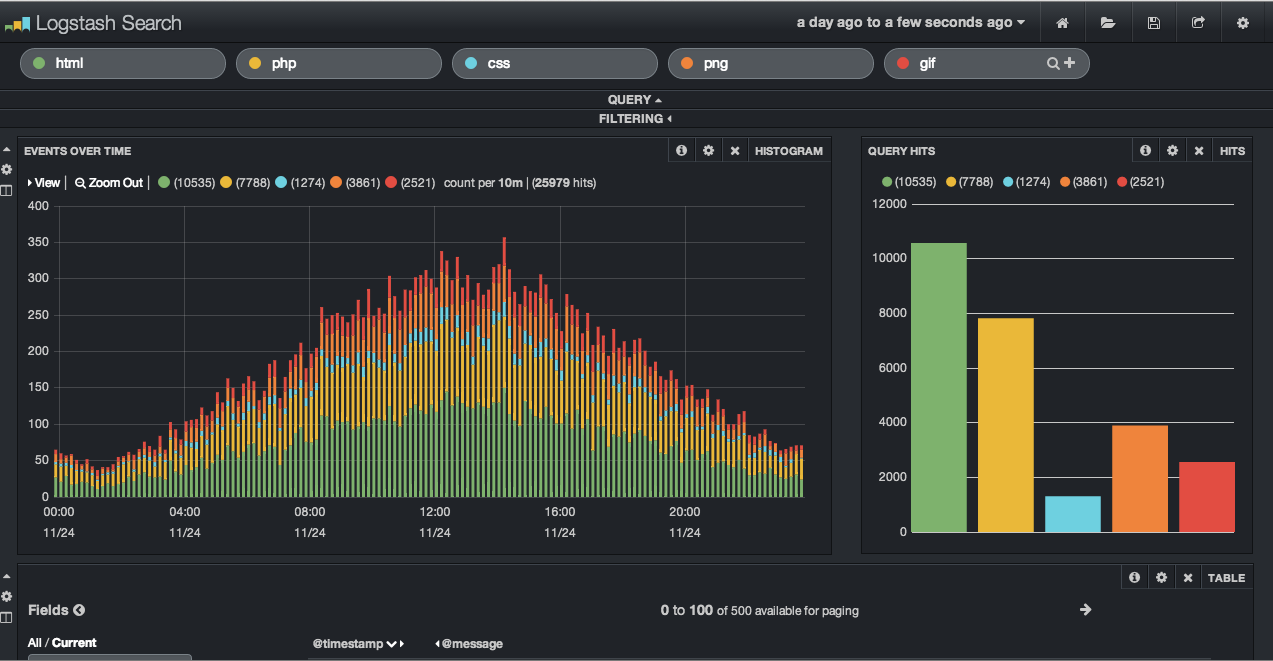 Logstash Search
a day ago to a few seconds ago
html
php
css
png
gif
QUERY
FILTERING
EVENTS OVER TIME
HISTOGRAM
View | Zoom Out | (10535) (7788) (1274) (3861) (2521) count per 10m | (25979 hits)
400
350
300
250
200
150
100
50
0
00:00 04:00 08:00 12:00 16:00 20:00
11/24 11/24 11/24 11/24 11/24 11/24
QUERY HITS
HITS
(10535) (7788) (1274) (3861) (2521)
12000
10000
8000
6000
4000
2000
0
TABLE
Fields
0 to 100 of 500 available for paging
All / Current
@timestamp @message